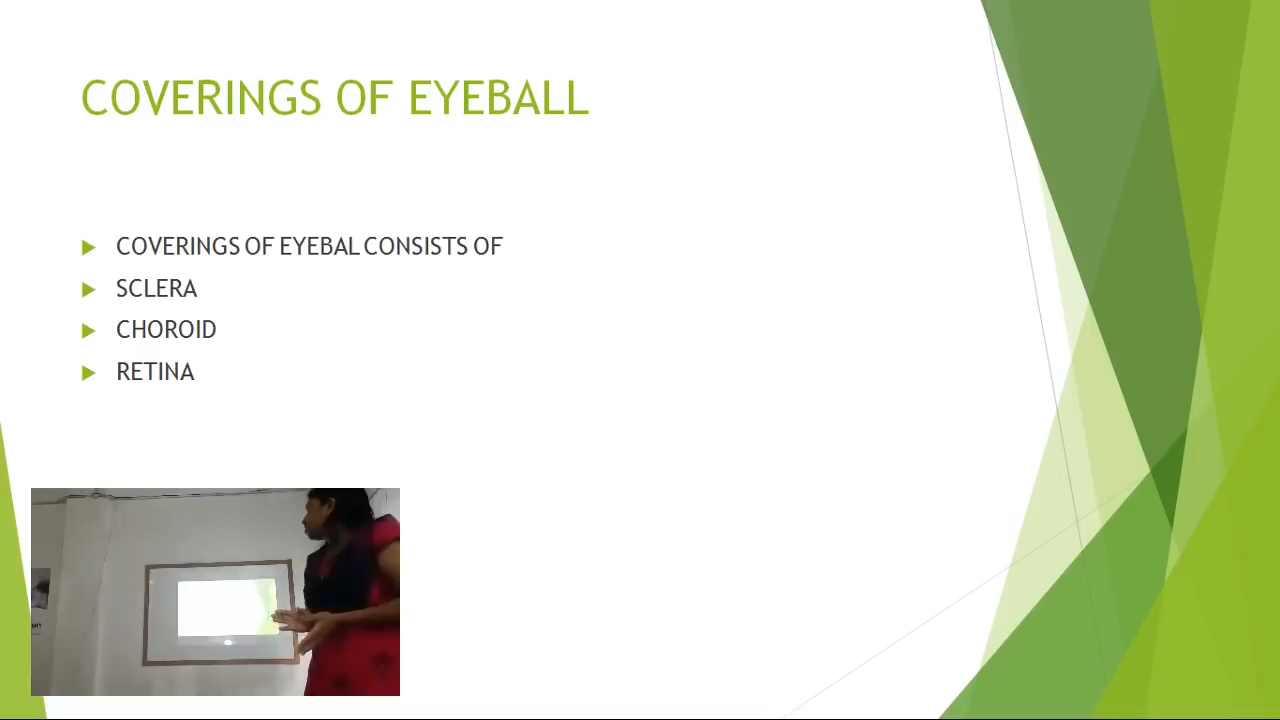 COVERINGS OF EYEBALL
COVERINGS OF EYEBAL CONSISTS OF
SCLERA
CHOROID
RETINA